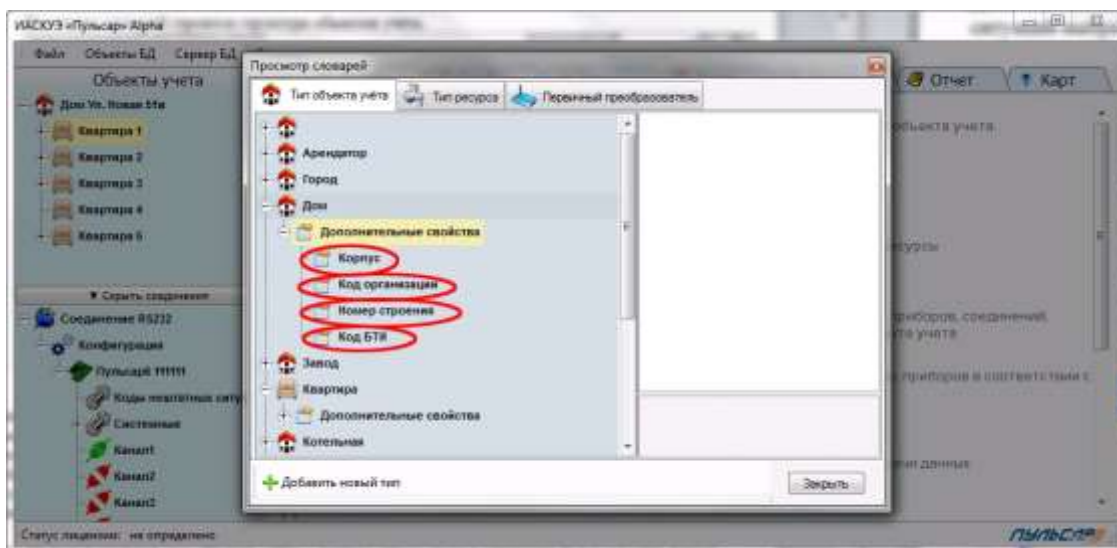 ИАСКУЭ «Пульсар» Alpha
Файл Объекты БД Сервер БД
Объекты учета
Дом Ул. Новая 51а
Квартира 1
Квартира 2
Квартира 3
Квартира 4
Квартира 5
Скрыть соединения
Соединение RS232
Конфигурация
Пульсар6 111111
Коды нештатных ситу
Системные
Канал1
Канал2
Канал3
Статус лицензии: не определено
Просмотр словарей
Тип объекта учёта Тип ресурса Первичный преобразователь
Арендатор
Город
Дом
Дополнительные свойства
Корпус
Код организации
Номер строения
Код БТИ
Завод
Квартира
Дополнительные свойства
Котельная
Добавить новый тип
Закрыть
Отчет Карт
объекта учета
есурсы
приборов, соединений,
та учета
приборов в соответствии с
данных
ПУЛЬСАР